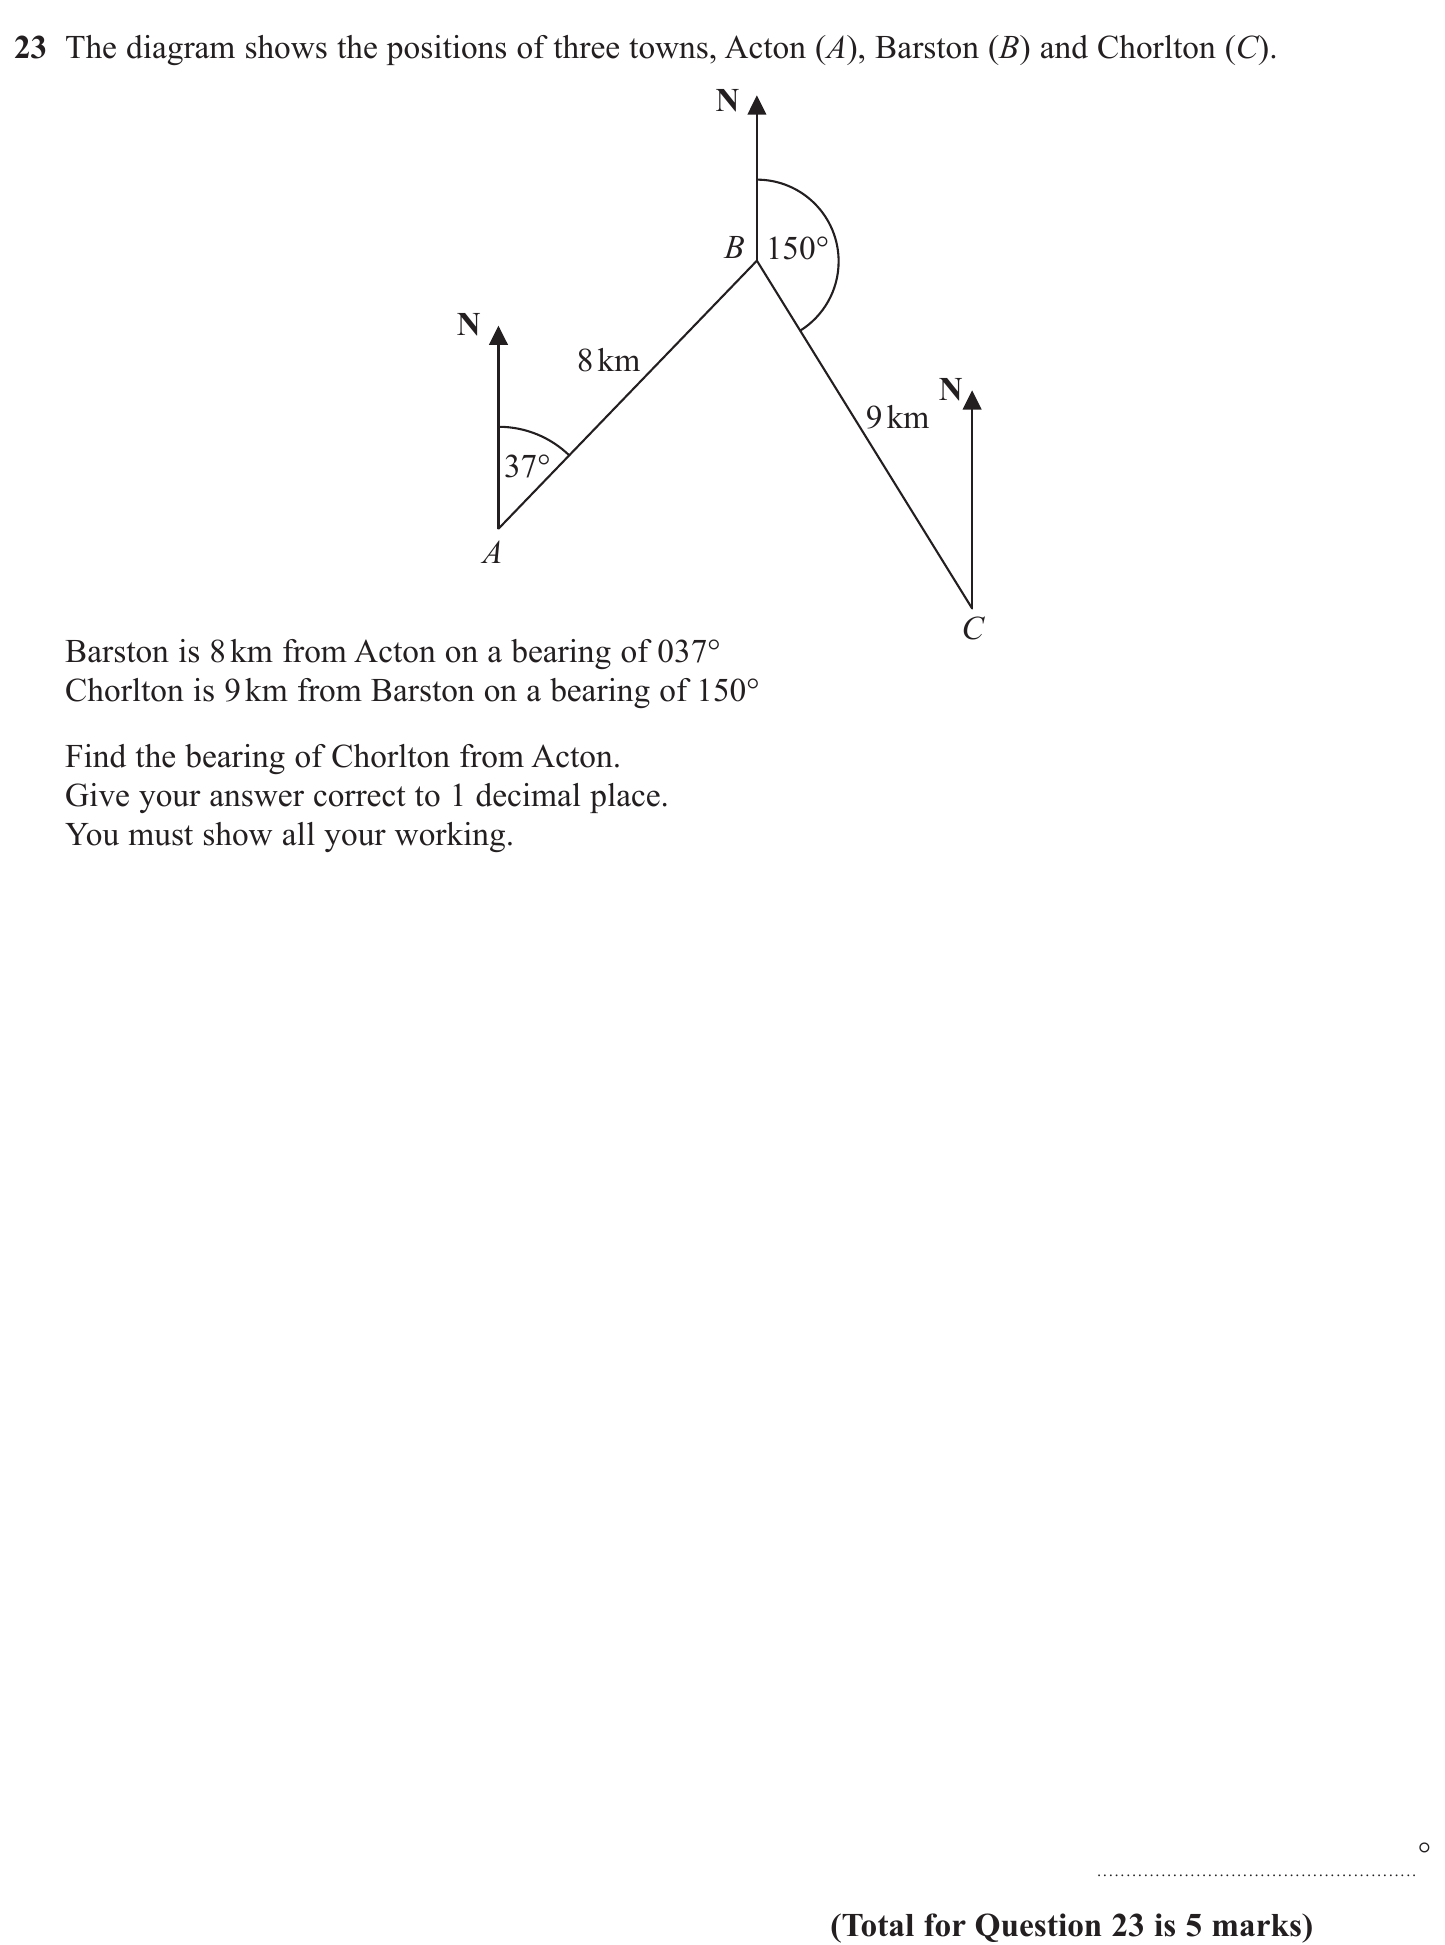 23 The diagram shows the positions of three towns, Acton (A), Barston (B) and Chorlton (C).
N
B 150°
N
8 km
N
9 km
37°
A
C
Barston is 8 km from Acton on a bearing of 037°
Chorlton is 9 km from Barston on a bearing of 150°
Find the bearing of Chorlton from Acton.
Give your answer correct to 1 decimal place.
You must show all your working.
°
(Total for Question 23 is 5 marks)